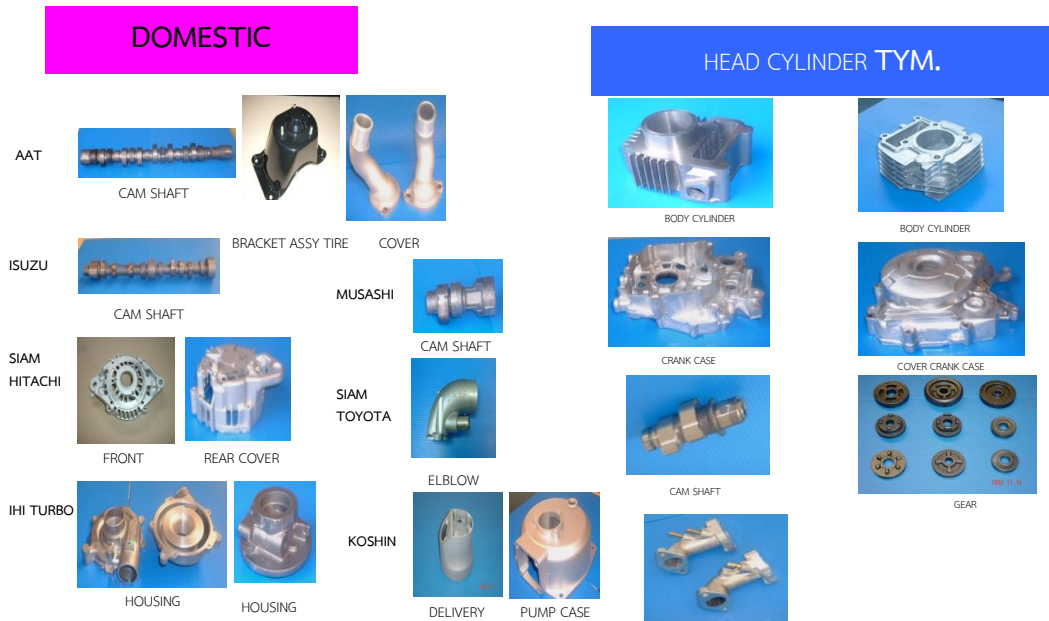 DOMESTIC
HEAD CYLINDER TYM.
AAT
CAM SHAFT
BRACKET ASSY TIRE
COVER
ISUZU
CAM SHAFT
MUSASHI
CAM SHAFT
SIAM
HITACHI
FRONT
REAR COVER
SIAM
TOYOTA
ELBLOW
IHI TURBO
HOUSING
HOUSING
KOSHIN
DELIVERY
PUMP CASE
BODY CYLINDER
BODY CYLINDER
CRANK CASE
COVER CRANK CASE
CAM SHAFT
GEAR